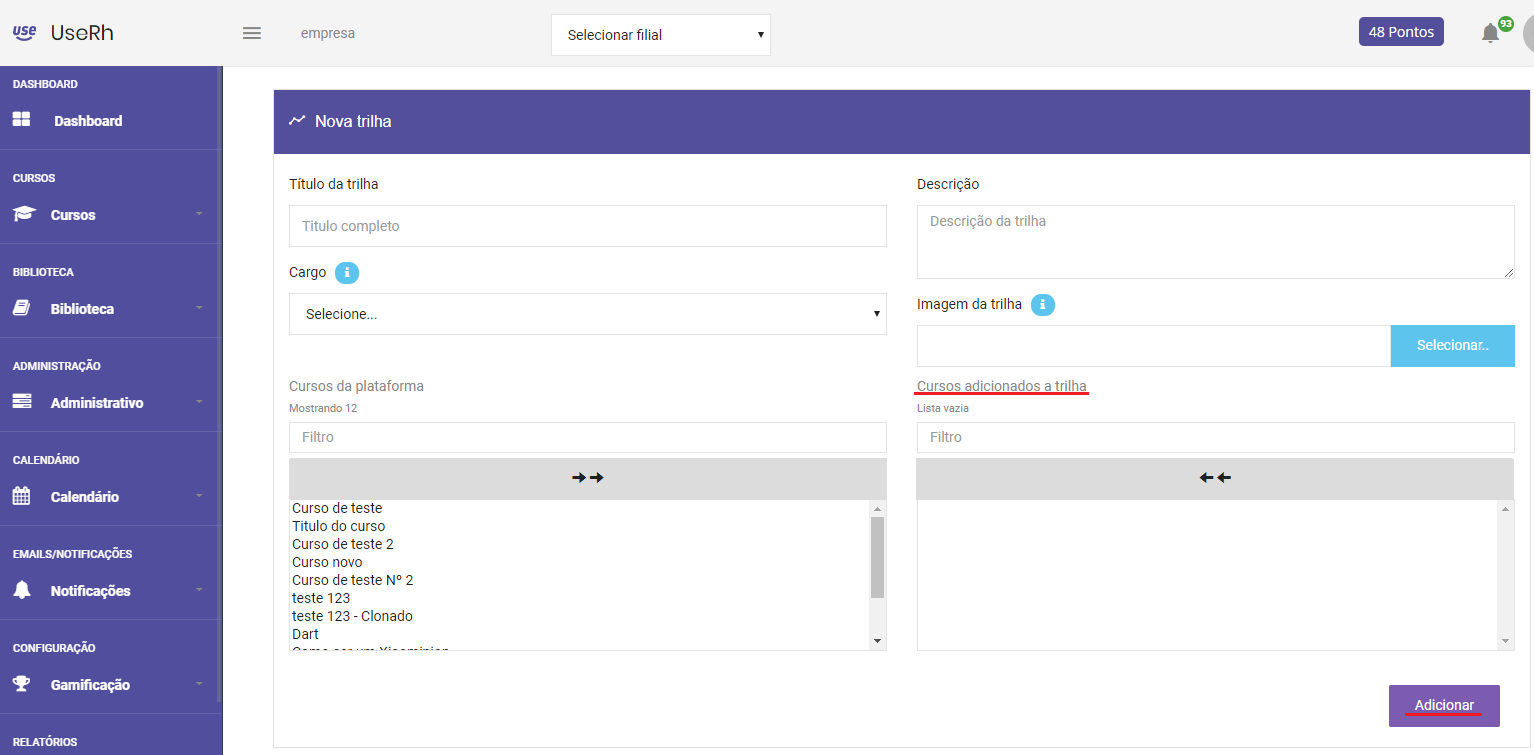 use UseRh
empresa
Selecionar filial
48 Pontos
93
DASHBOARD
Dashboard
CURSOS
Cursos
BIBLIOTECA
Biblioteca
ADMINISTRAÇÃO
Administrativo
CALENDÁRIO
Calendário
EMAILS/NOTIFICAÇÕES
Notificações
CONFIGURAÇÃO
Gamificação
RELATÓRIOS
Nova trilha
Título da trilha
Titulo completo
Cargo
Selecione...
Descrição
Descrição da trilha
Imagem da trilha
Selecionar..
Cursos da plataforma
Mostrando 12
Filtro
Curso de teste
Titulo do curso
Curso de teste 2
Curso novo
Curso de teste Nº 2
teste 123
teste 123 - Clonado
Dart
Cursos adicionados a trilha
Lista vazia
Filtro
Adicionar